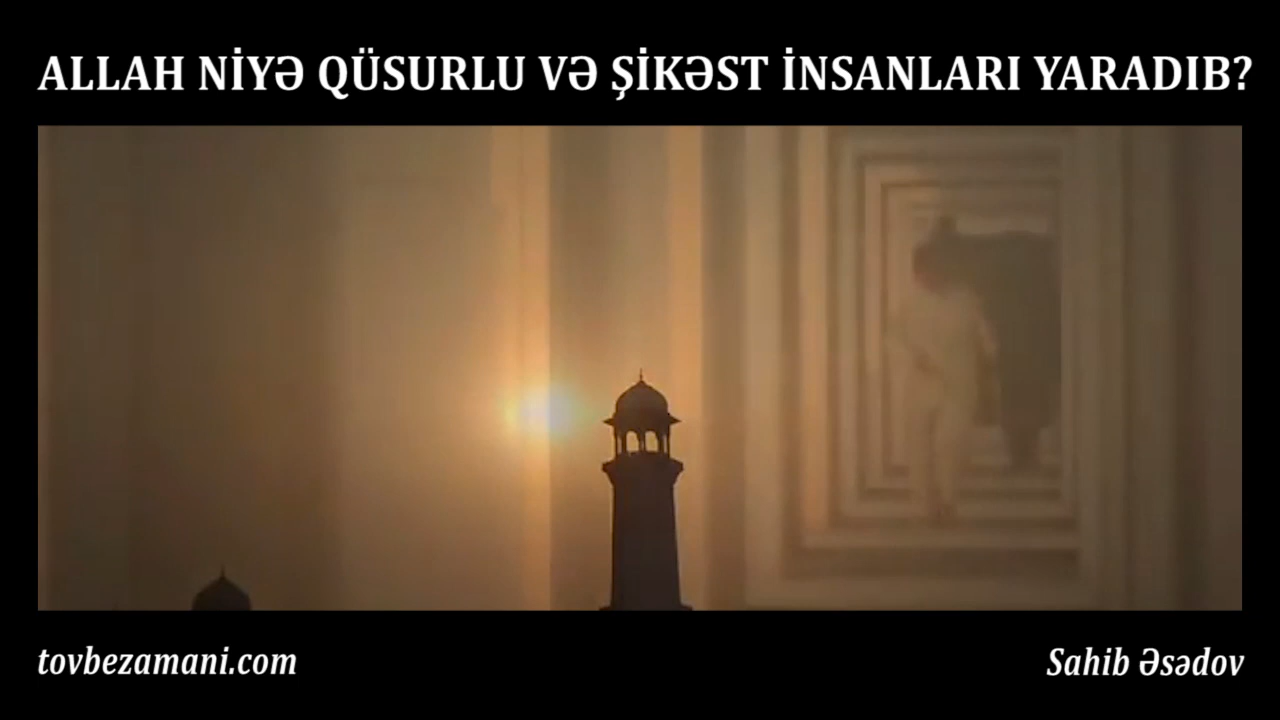 ALLAH NİYƏ QÜSURLU VƏ ŞİKƏST İNSANLARI YARADIB?
tovbezamani.com
Sahib Əsədov